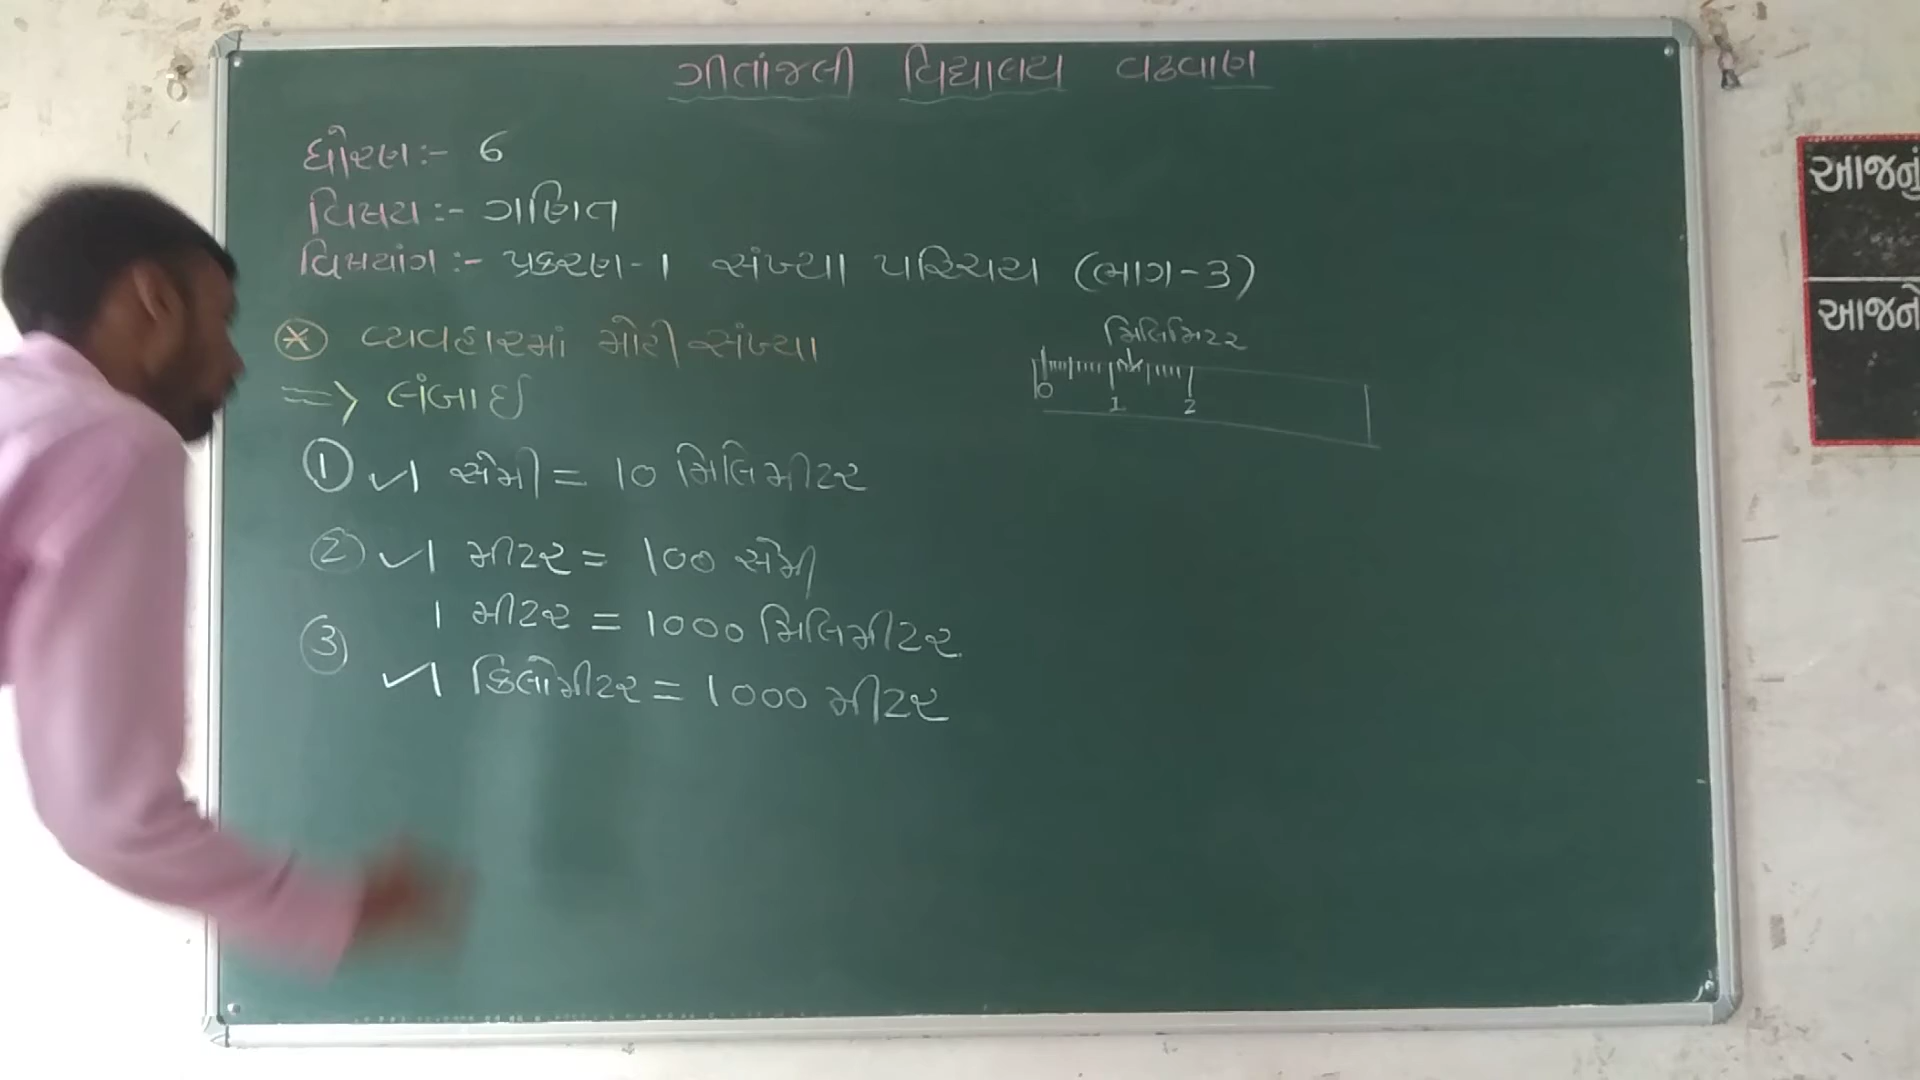 ગીતાંજલી વિદ્યાલય વઢવાણ
ધોરણ:- 6
વિષય:- ગણિત
વિષયાંગ:- પ્રકરણ-1 સંખ્યા પરિચય (ભાગ-3)
* વ્યવહારમાં મોટી સંખ્યા
=> લંબાઈ
મિલિમિટર
0 1 2
① ✓1 સેમી = 10 મિલિમીટર
② ✓1 મીટર = 100 સેમી
1 મીટર = 1000 મિલિમીટર
③ ✓1 કિલોમીટર = 1000 મીટર
આજનું
આજનો